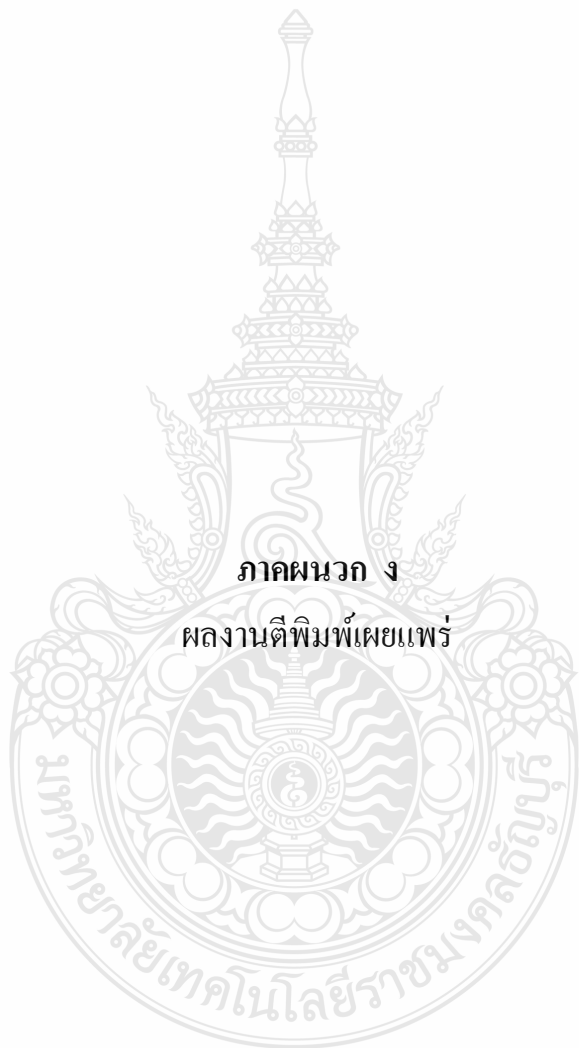 ภาคผนวก ง
ผลงานตีพิมพ์เผยแพร่
มหาวิทยาลัยเทคโนโลยีราชมงคลธัญบุรี